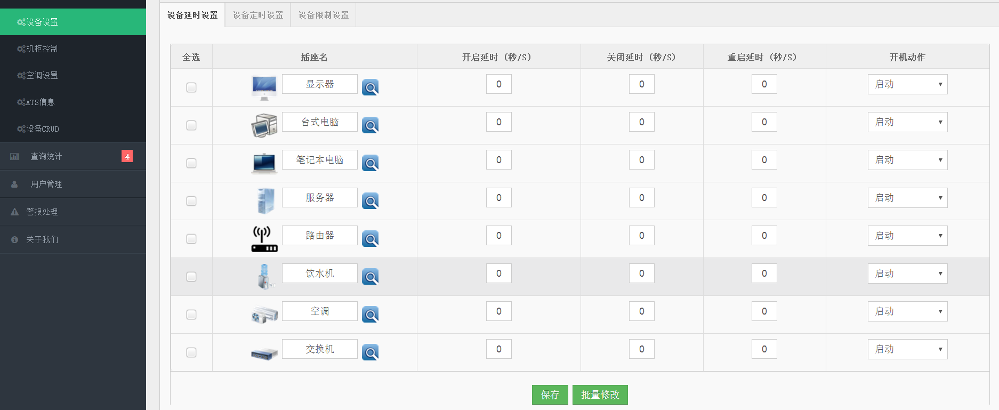 设备设置
机柜控制
空调设置
ATS信息
设备CRUD
查询统计 4
用户管理
警报处理
关于我们
设备延时设置 设备定时设置 设备限制设置
全选 插座名 开启延时 (秒/S) 关闭延时 (秒/S) 重启延时 (秒/S) 开机动作
显示器 0 0 0 启动
台式电脑 0 0 0 启动
笔记本电脑 0 0 0 启动
服务器 0 0 0 启动
路由器 0 0 0 启动
饮水机 0 0 0 启动
空调 0 0 0 启动
交换机 0 0 0 启动
保存 批量修改